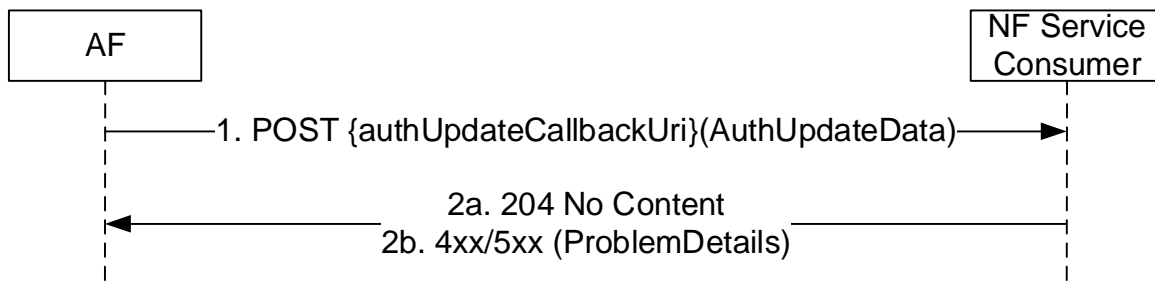 AF
NF Service
Consumer
1. POST {authUpdateCallbackUri}(AuthUpdateData)
2a. 204 No Content
2b. 4xx/5xx (ProblemDetails)